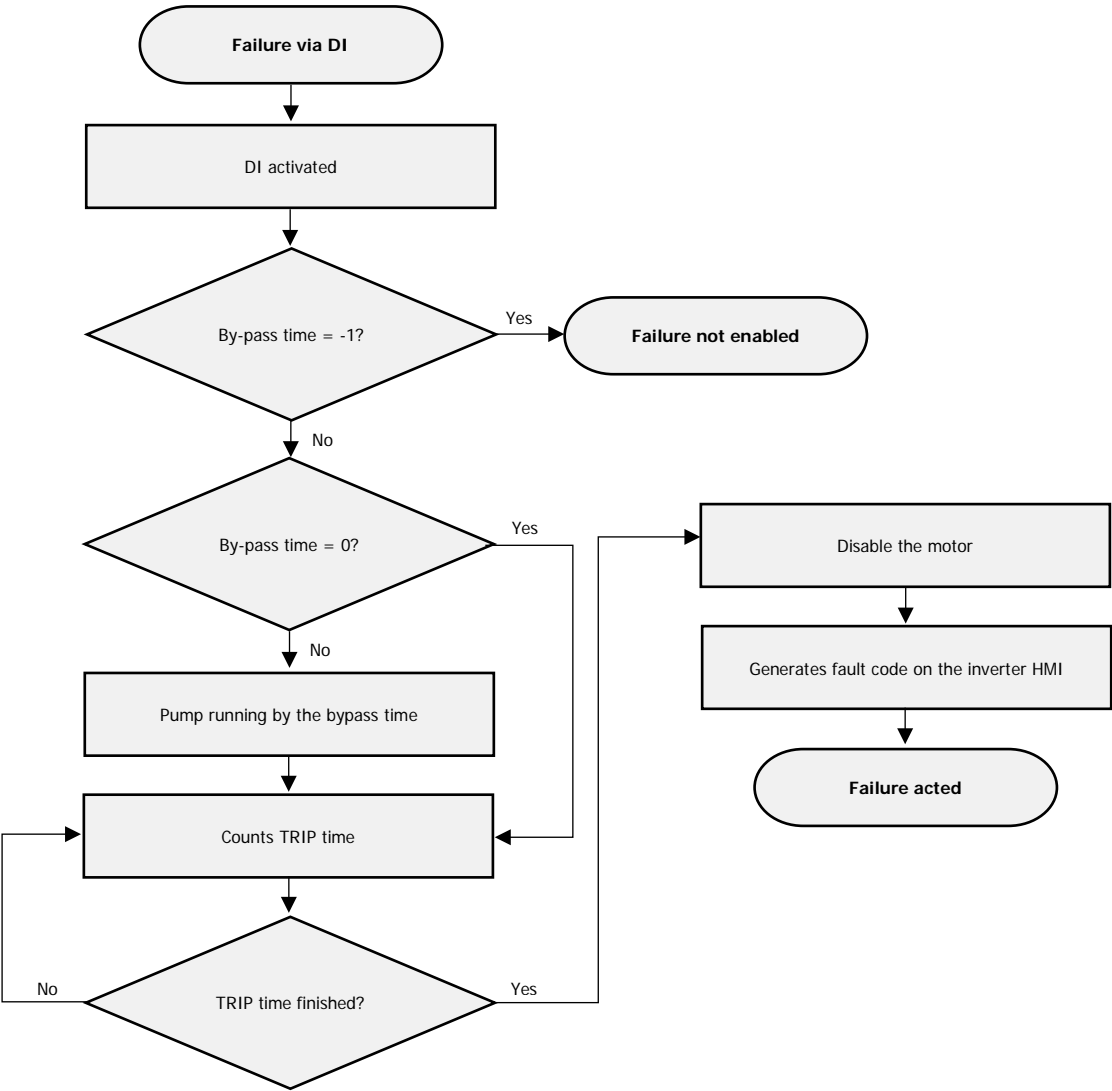 Failure via DI
DI activated
By-pass time = -1?
Yes
Failure not enabled
No
By-pass time = 0?
Yes
No
Pump running by the bypass time
Counts TRIP time
TRIP time finished?
No
Yes
Disable the motor
Generates fault code on the inverter HMI
Failure acted